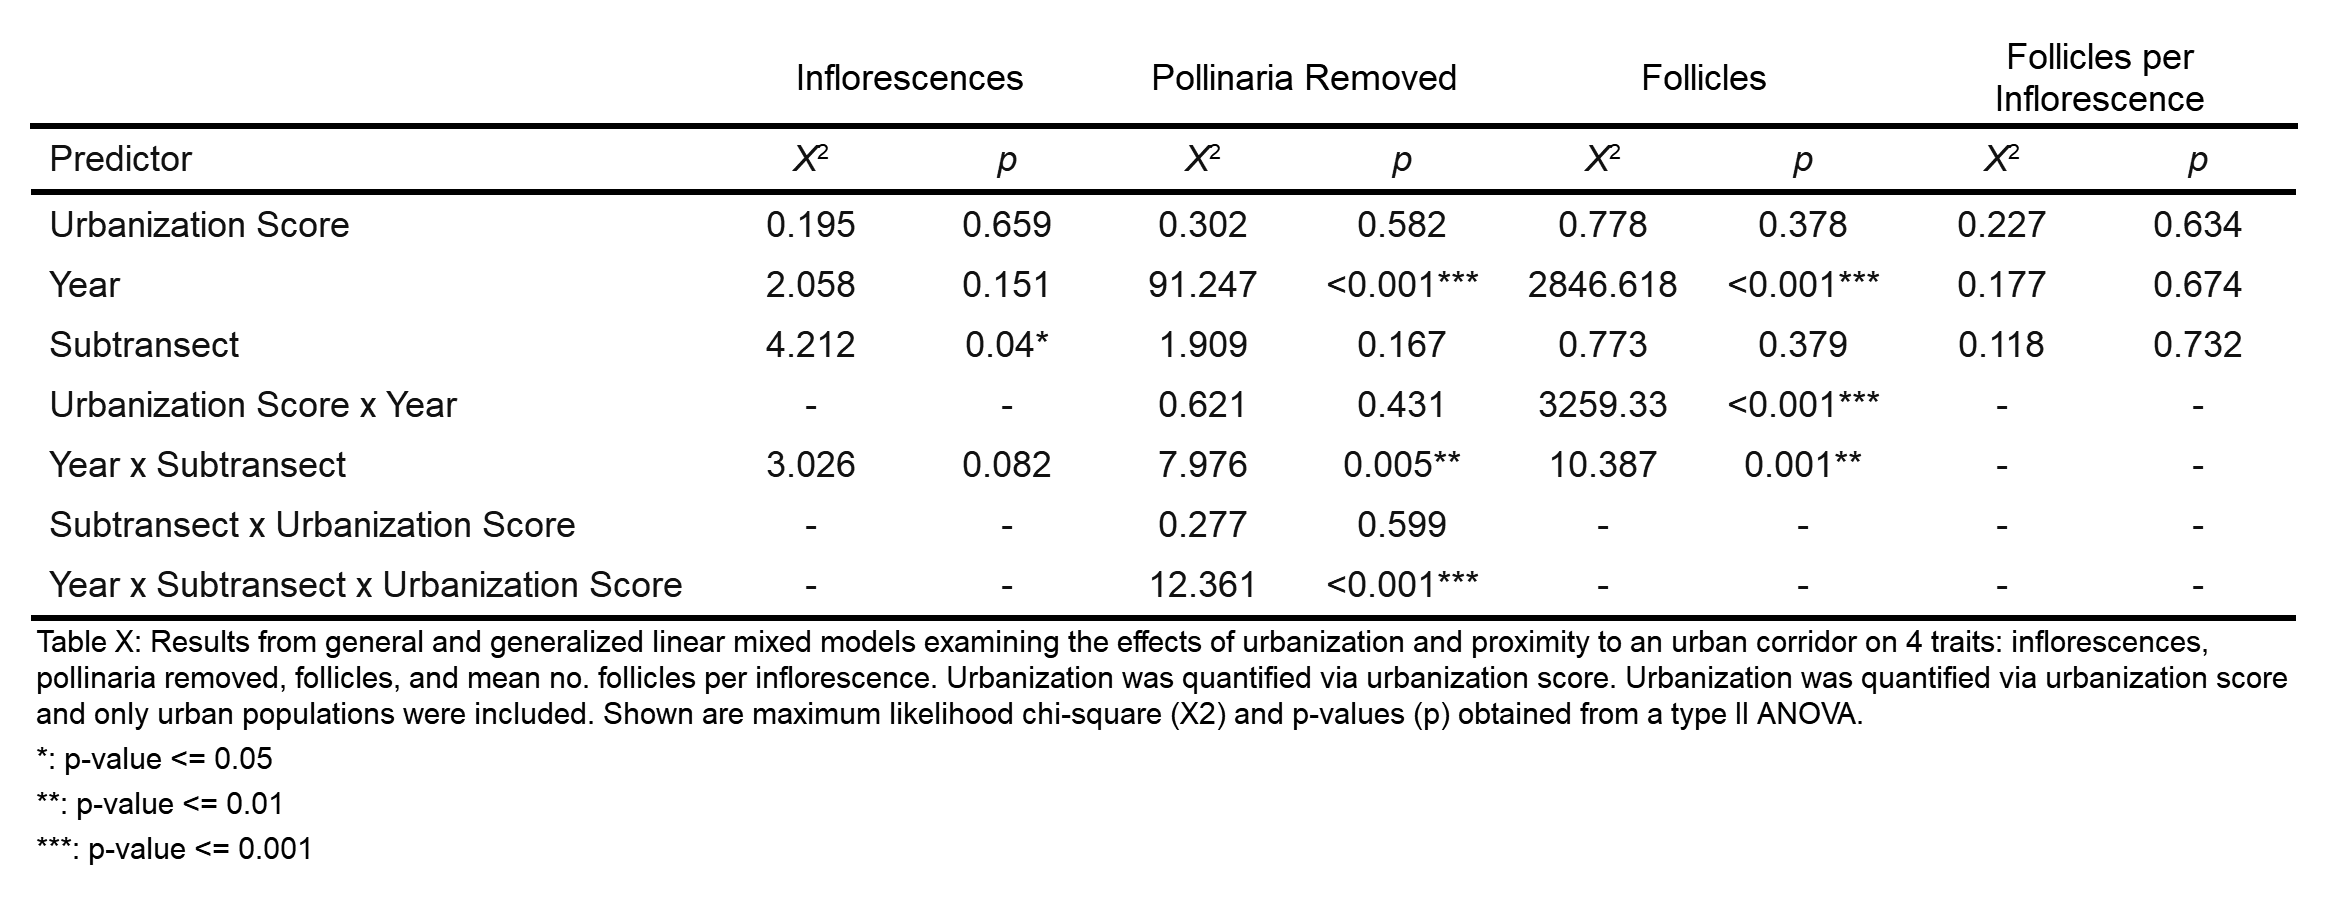 Inflorescences Pollinaria Removed Follicles Follicles per Inflorescence
Predictor X² p X² p X² p X² p
Urbanization Score 0.195 0.659 0.302 0.582 0.778 0.378 0.227 0.634
Year 2.058 0.151 91.247 <0.001*** 2846.618 <0.001*** 0.177 0.674
Subtransect 4.212 0.04* 1.909 0.167 0.773 0.379 0.118 0.732
Urbanization Score x Year - - 0.621 0.431 3259.33 <0.001*** - -
Year x Subtransect 3.026 0.082 7.976 0.005** 10.387 0.001** - -
Subtransect x Urbanization Score - - 0.277 0.599 - - - -
Year x Subtransect x Urbanization Score - - 12.361 <0.001*** - - - -
Table X: Results from general and generalized linear mixed models examining the effects of urbanization and proximity to an urban corridor on 4 traits: inflorescences,
pollinaria removed, follicles, and mean no. follicles per inflorescence. Urbanization was quantified via urbanization score. Urbanization was quantified via urbanization score
and only urban populations were included. Shown are maximum likelihood chi-square (X2) and p-values (p) obtained from a type II ANOVA.
*: p-value <= 0.05
**: p-value <= 0.01
***: p-value <= 0.001